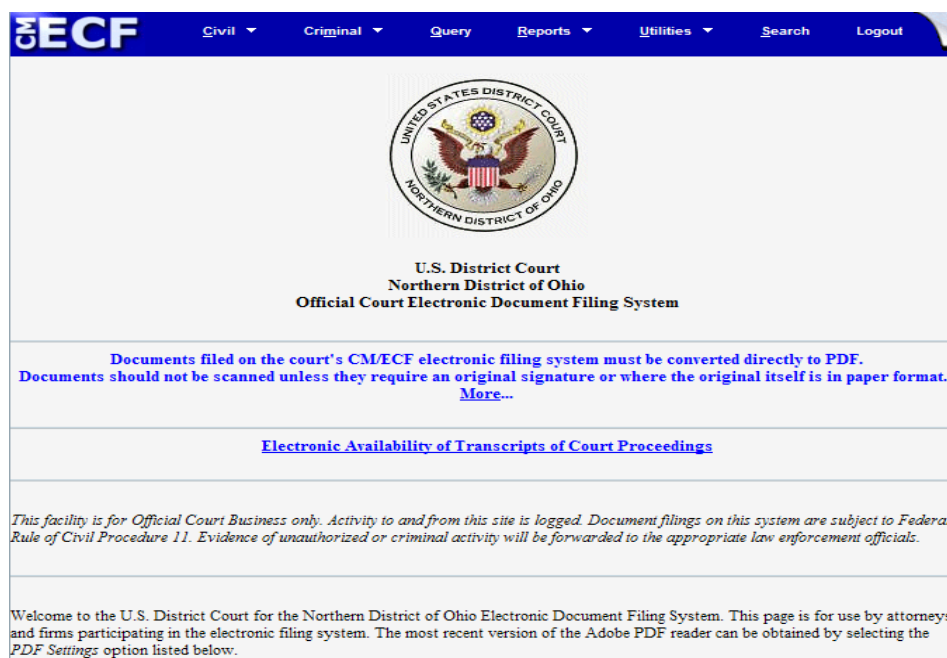 CM ECF Civil Criminal Query Reports Utilities Search Logout
UNITED STATES DISTRICT COURT
NORTHERN DISTRICT OF OHIO
U.S. District Court
Northern District of Ohio
Official Court Electronic Document Filing System
Documents filed on the court's CM/ECF electronic filing system must be converted directly to PDF.
Documents should not be scanned unless they require an original signature or where the original itself is in paper format.
More...
Electronic Availability of Transcripts of Court Proceedings
This facility is for Official Court Business only. Activity to and from this site is logged. Document filings on this system are subject to Federa
Rule of Civil Procedure 11. Evidence of unauthorized or criminal activity will be forwarded to the appropriate law enforcement officials.
Welcome to the U.S. District Court for the Northern District of Ohio Electronic Document Filing System. This page is for use by attorneys
and firms participating in the electronic filing system. The most recent version of the Adobe PDF reader can be obtained by selecting the
PDF Settings option listed below.